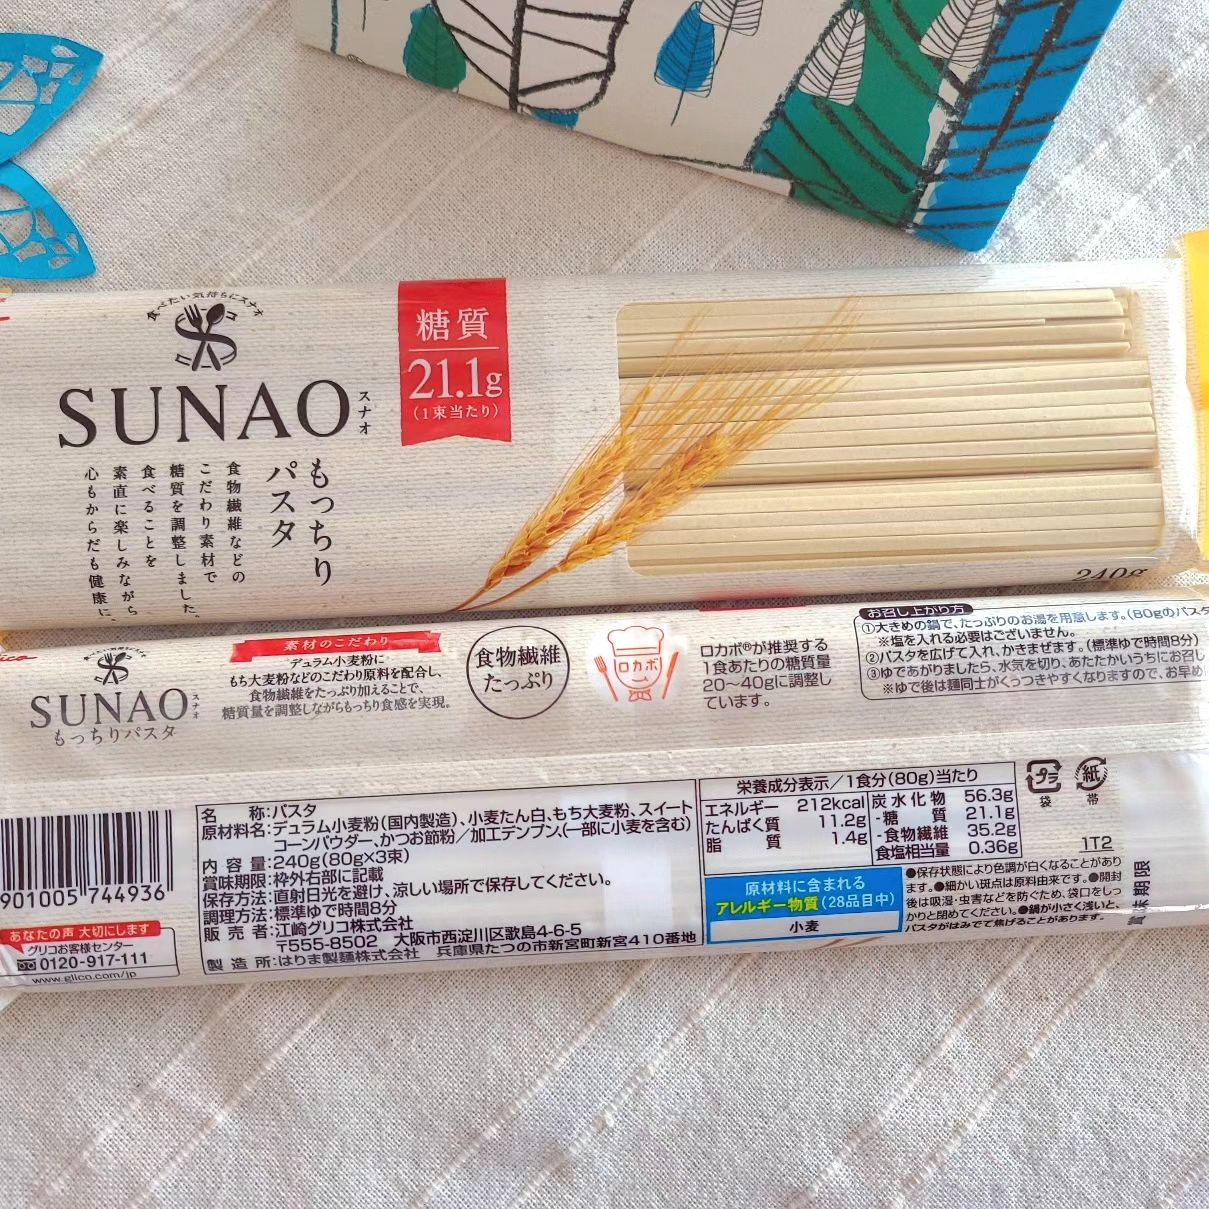 食べたい気持ちにスナオ
SUNAO
スナオ
もっちり
パスタ
食物繊維などの
こだわり素材で
糖質を調整しました。
食べることを
素直に楽しみながら、
心もからだも健康に。
糖質
21.1g
(1束当たり)
240g
SUNAO
スナオ
もっちりパスタ
素材のこだわり
デュラム小麦粉に
もち大麦粉などのこだわり原料を配合し、
食物繊維をたっぷり加えることで、
糖質量を調整しながらもっちり食感を実現。
食物繊維
たっぷり
ロカボ
ロカボ®が推奨する
1食あたりの糖質量
20〜40gに調整し
ています。
お召し上がり方
①大きめの鍋で、たっぷりのお湯を用意します。(80gのパスタ
※塩を入れる必要はございません。
②パスタを広げて入れ、かきまぜます。(標準ゆで時間8分)
③ゆであがりましたら、水気を切り、あたたかいうちにお召し
※ゆで後は麺同士がくっつきやすくなりますので、お早め
901005 744936
あなたの声 大切にします
グリコお客様センター
0120-917-111
www.glico.com/jp
名 称:パスタ
原材料名:デュラム小麦粉(国内製造)、小麦たん白、もち大麦粉、スイート
コーンパウダー、かつお節粉/加工デンプン、(一部に小麦を含む)
内容量:240g(80g×3束)
賞味期限:枠外右部に記載
保存方法:直射日光を避け、涼しい場所で保存してください。
調理方法:標準ゆで時間8分
販売者:江崎グリコ株式会社
〒555-8502 大阪市西淀川区歌島4-6-5
製造所:はりま製麺株式会社 兵庫県たつの市新宮町新宮410番地
栄養成分表示/1食分(80g)当たり
エネルギー 212kcal
たんぱく質 11.2g
脂質 1.4g
炭水化物 56.3g
-糖質 21.1g
-食物繊維 35.2g
食塩相当量 0.36g
原材料に含まれる
アレルギー物質(28品目中)
小麦
プラ
袋
紙
帯
1T2
●保存状態により色調が白くなることがあり
ます。●細かい斑点は原料由来です。●開封
後は吸湿・虫害などを防ぐため、袋口をしっ
かりと閉めてください。●鍋が小さく浅いと、
パスタがはみでて焦げることがあります。
賞味期限